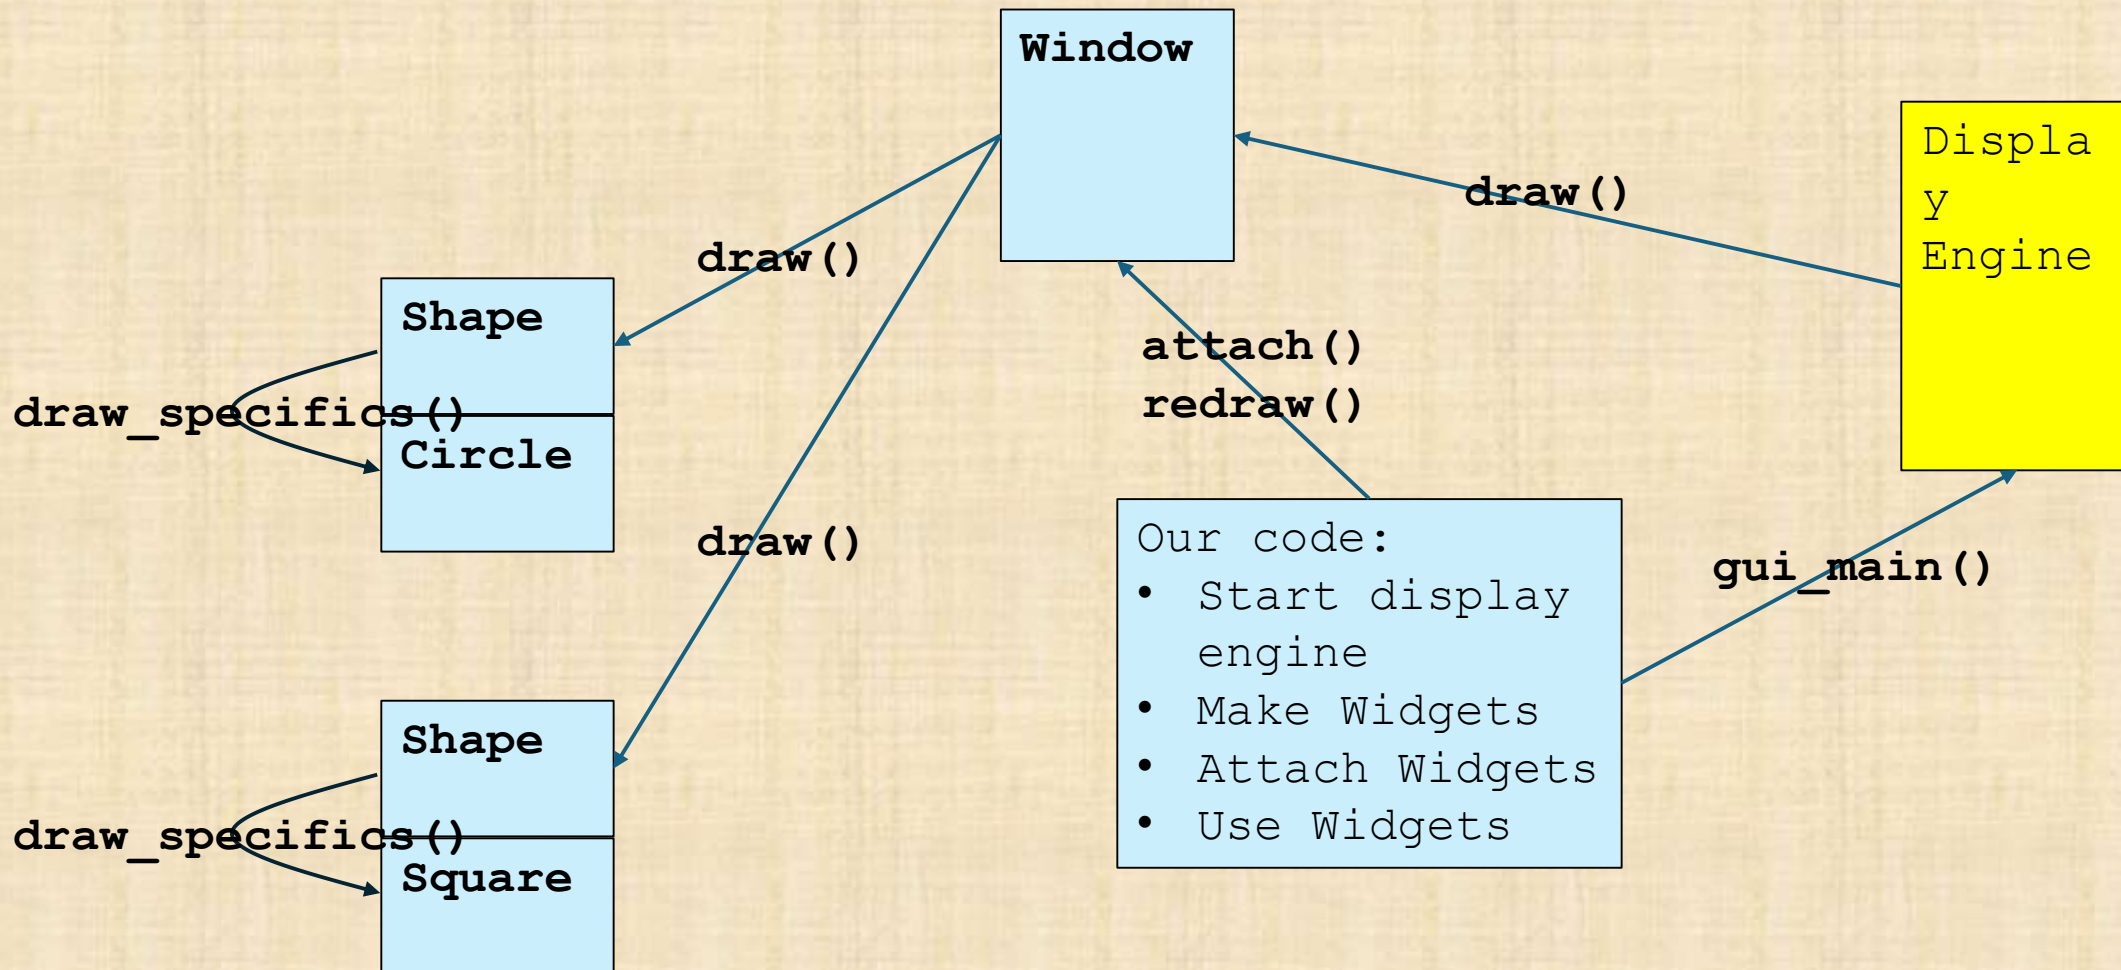 Window
Displa
y
Engine
draw()
draw()
Shape
attach()
redraw()
draw_specifics()
Circle
draw()
Our code:
• Start display
engine
• Make Widgets
• Attach Widgets
• Use Widgets
gui_main()
Shape
draw_specifics()
Square